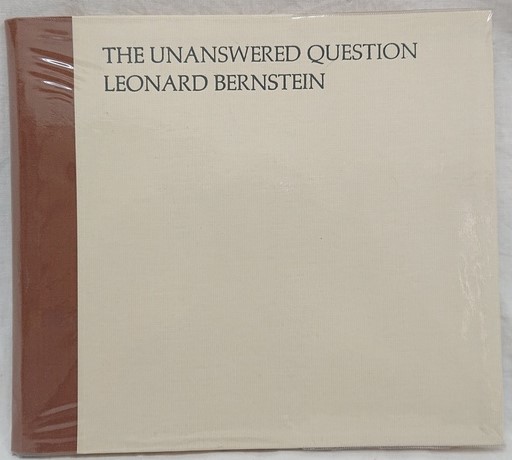 THE UNANSWERED QUESTION
LEONARD BERNSTEIN